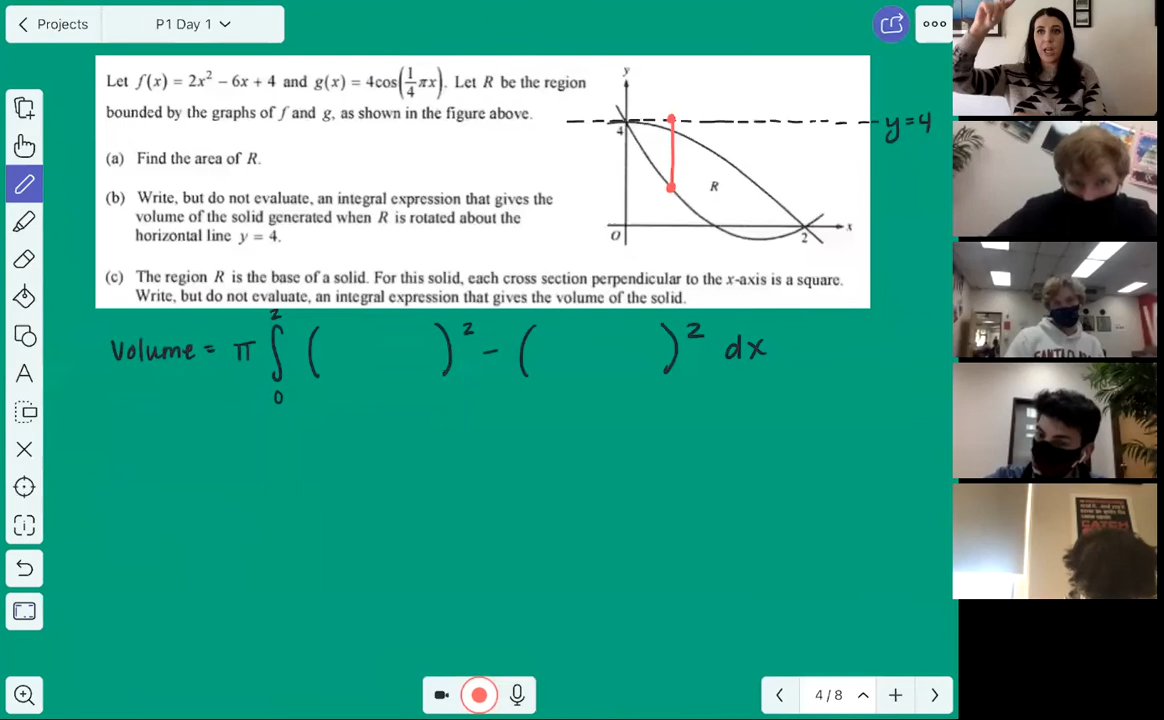 Projects
P1 Day 1
Let f(x) = 2x² − 6x + 4 and g(x) = 4cos(1/4 πx). Let R be the region
bounded by the graphs of f and g, as shown in the figure above.
(a) Find the area of R.
(b) Write, but do not evaluate, an integral expression that gives the
volume of the solid generated when R is rotated about the
horizontal line y = 4.
(c) The region R is the base of a solid. For this solid, each cross section perpendicular to the x-axis is a square.
Write, but do not evaluate, an integral expression that gives the volume of the solid.
y
4
R
O
2
x
y=4
Volume = π ∫₀² (      )² − (      )² dx
CATCH
4 / 8